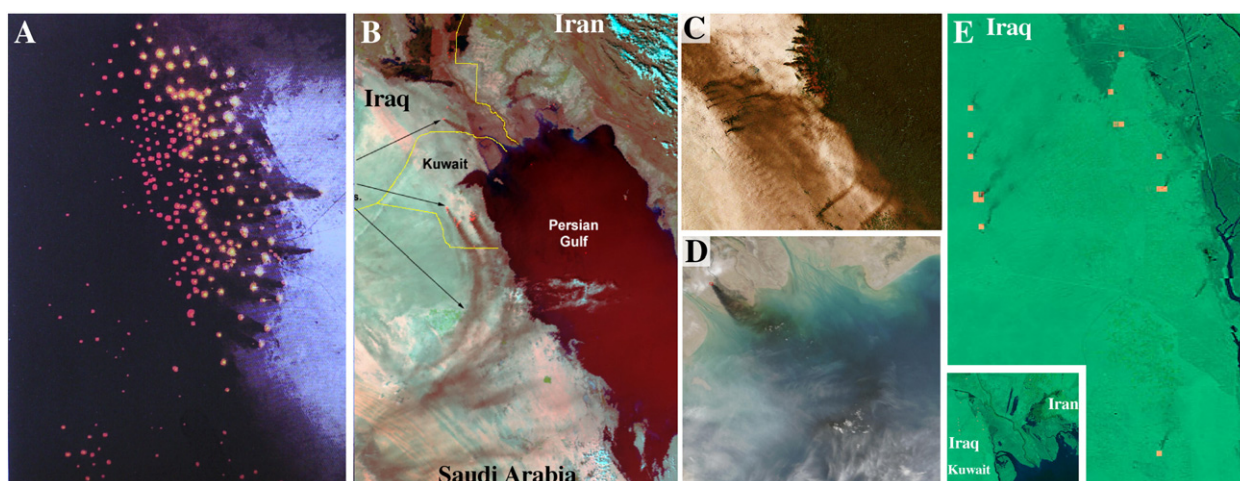 A
B
Iran
Iraq
Kuwait
s.
Persian
Gulf
Saudi Arabia
C
D
E Iraq
Iran
Iraq
Kuwait